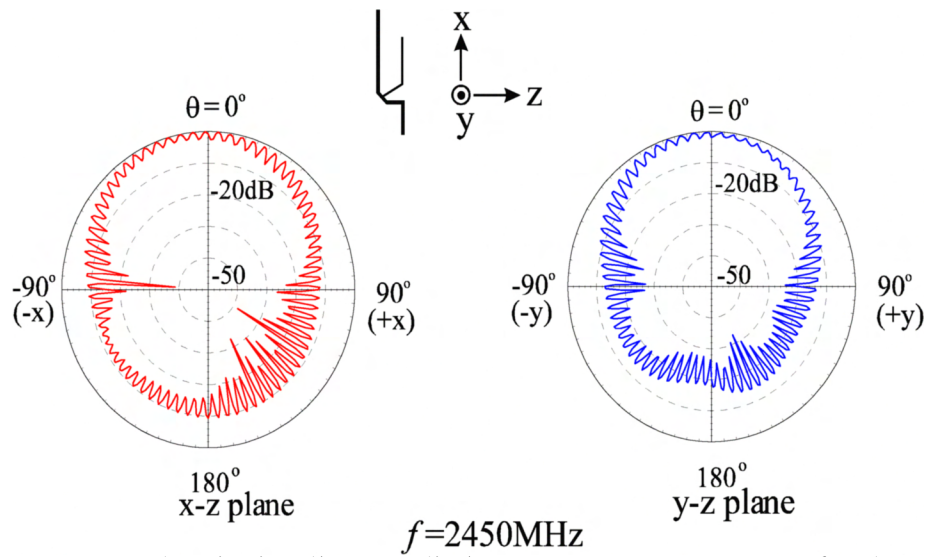 x
z
y
θ = 0°
-20dB
-50
-90°
(-x)
90°
(+x)
180°
x-z plane
θ = 0°
-20dB
-50
-90°
(-y)
90°
(+y)
180°
y-z plane
f=2450MHz